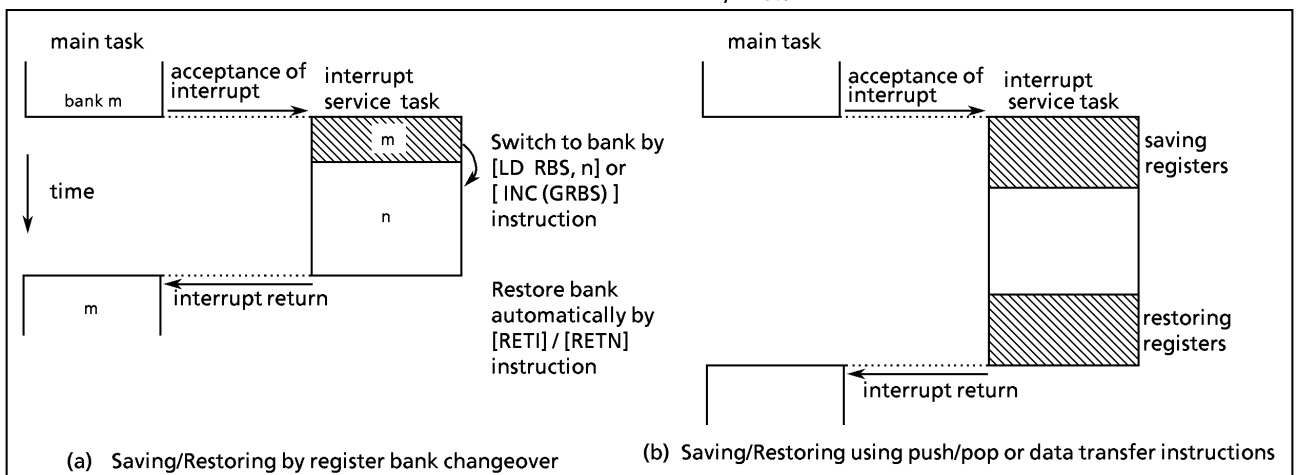 main task
acceptance of
interrupt
interrupt
service task
bank m
m
Switch to bank by
[LD RBS, n] or
[ INC (GRBS) ]
instruction
time
n
interrupt return
m
Restore bank
automatically by
[RETI] / [RETN]
instruction
(a) Saving/Restoring by register bank changeover
main task
acceptance of
interrupt
interrupt
service task
saving
registers
restoring
registers
interrupt return
(b) Saving/Restoring using push/pop or data transfer instructions